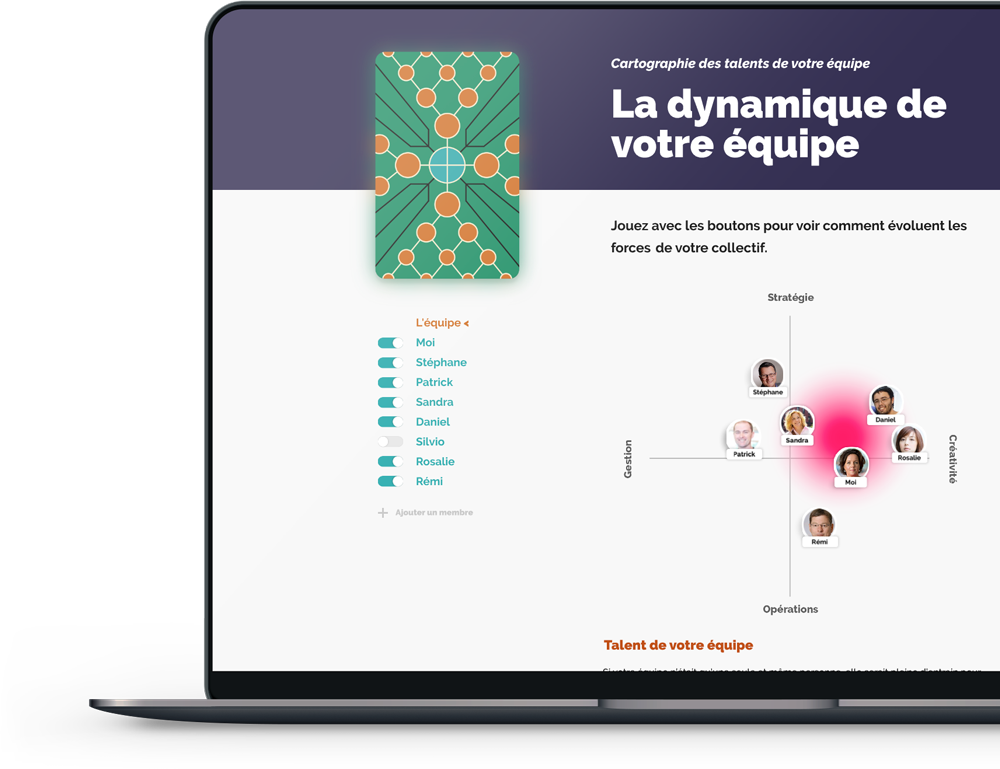 Cartographie des talents de votre équipe
La dynamique de
votre équipe
Jouez avec les boutons pour voir comment évoluent les
forces de votre collectif.
L'équipe
Moi
Stéphane
Patrick
Sandra
Daniel
Silvio
Rosalie
Rémi
Ajouter un membre
Stratégie
Stéphane
Daniel
Sandra
Patrick
Rosalie
Gestion
Créativité
Moi
Rémi
Opérations
Talent de votre équipe